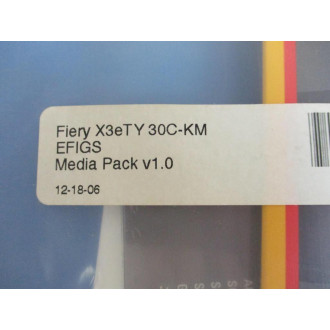 Fiery X3eTY 30C-KM
EFIGS
Media Pack v1.0
12-18-06